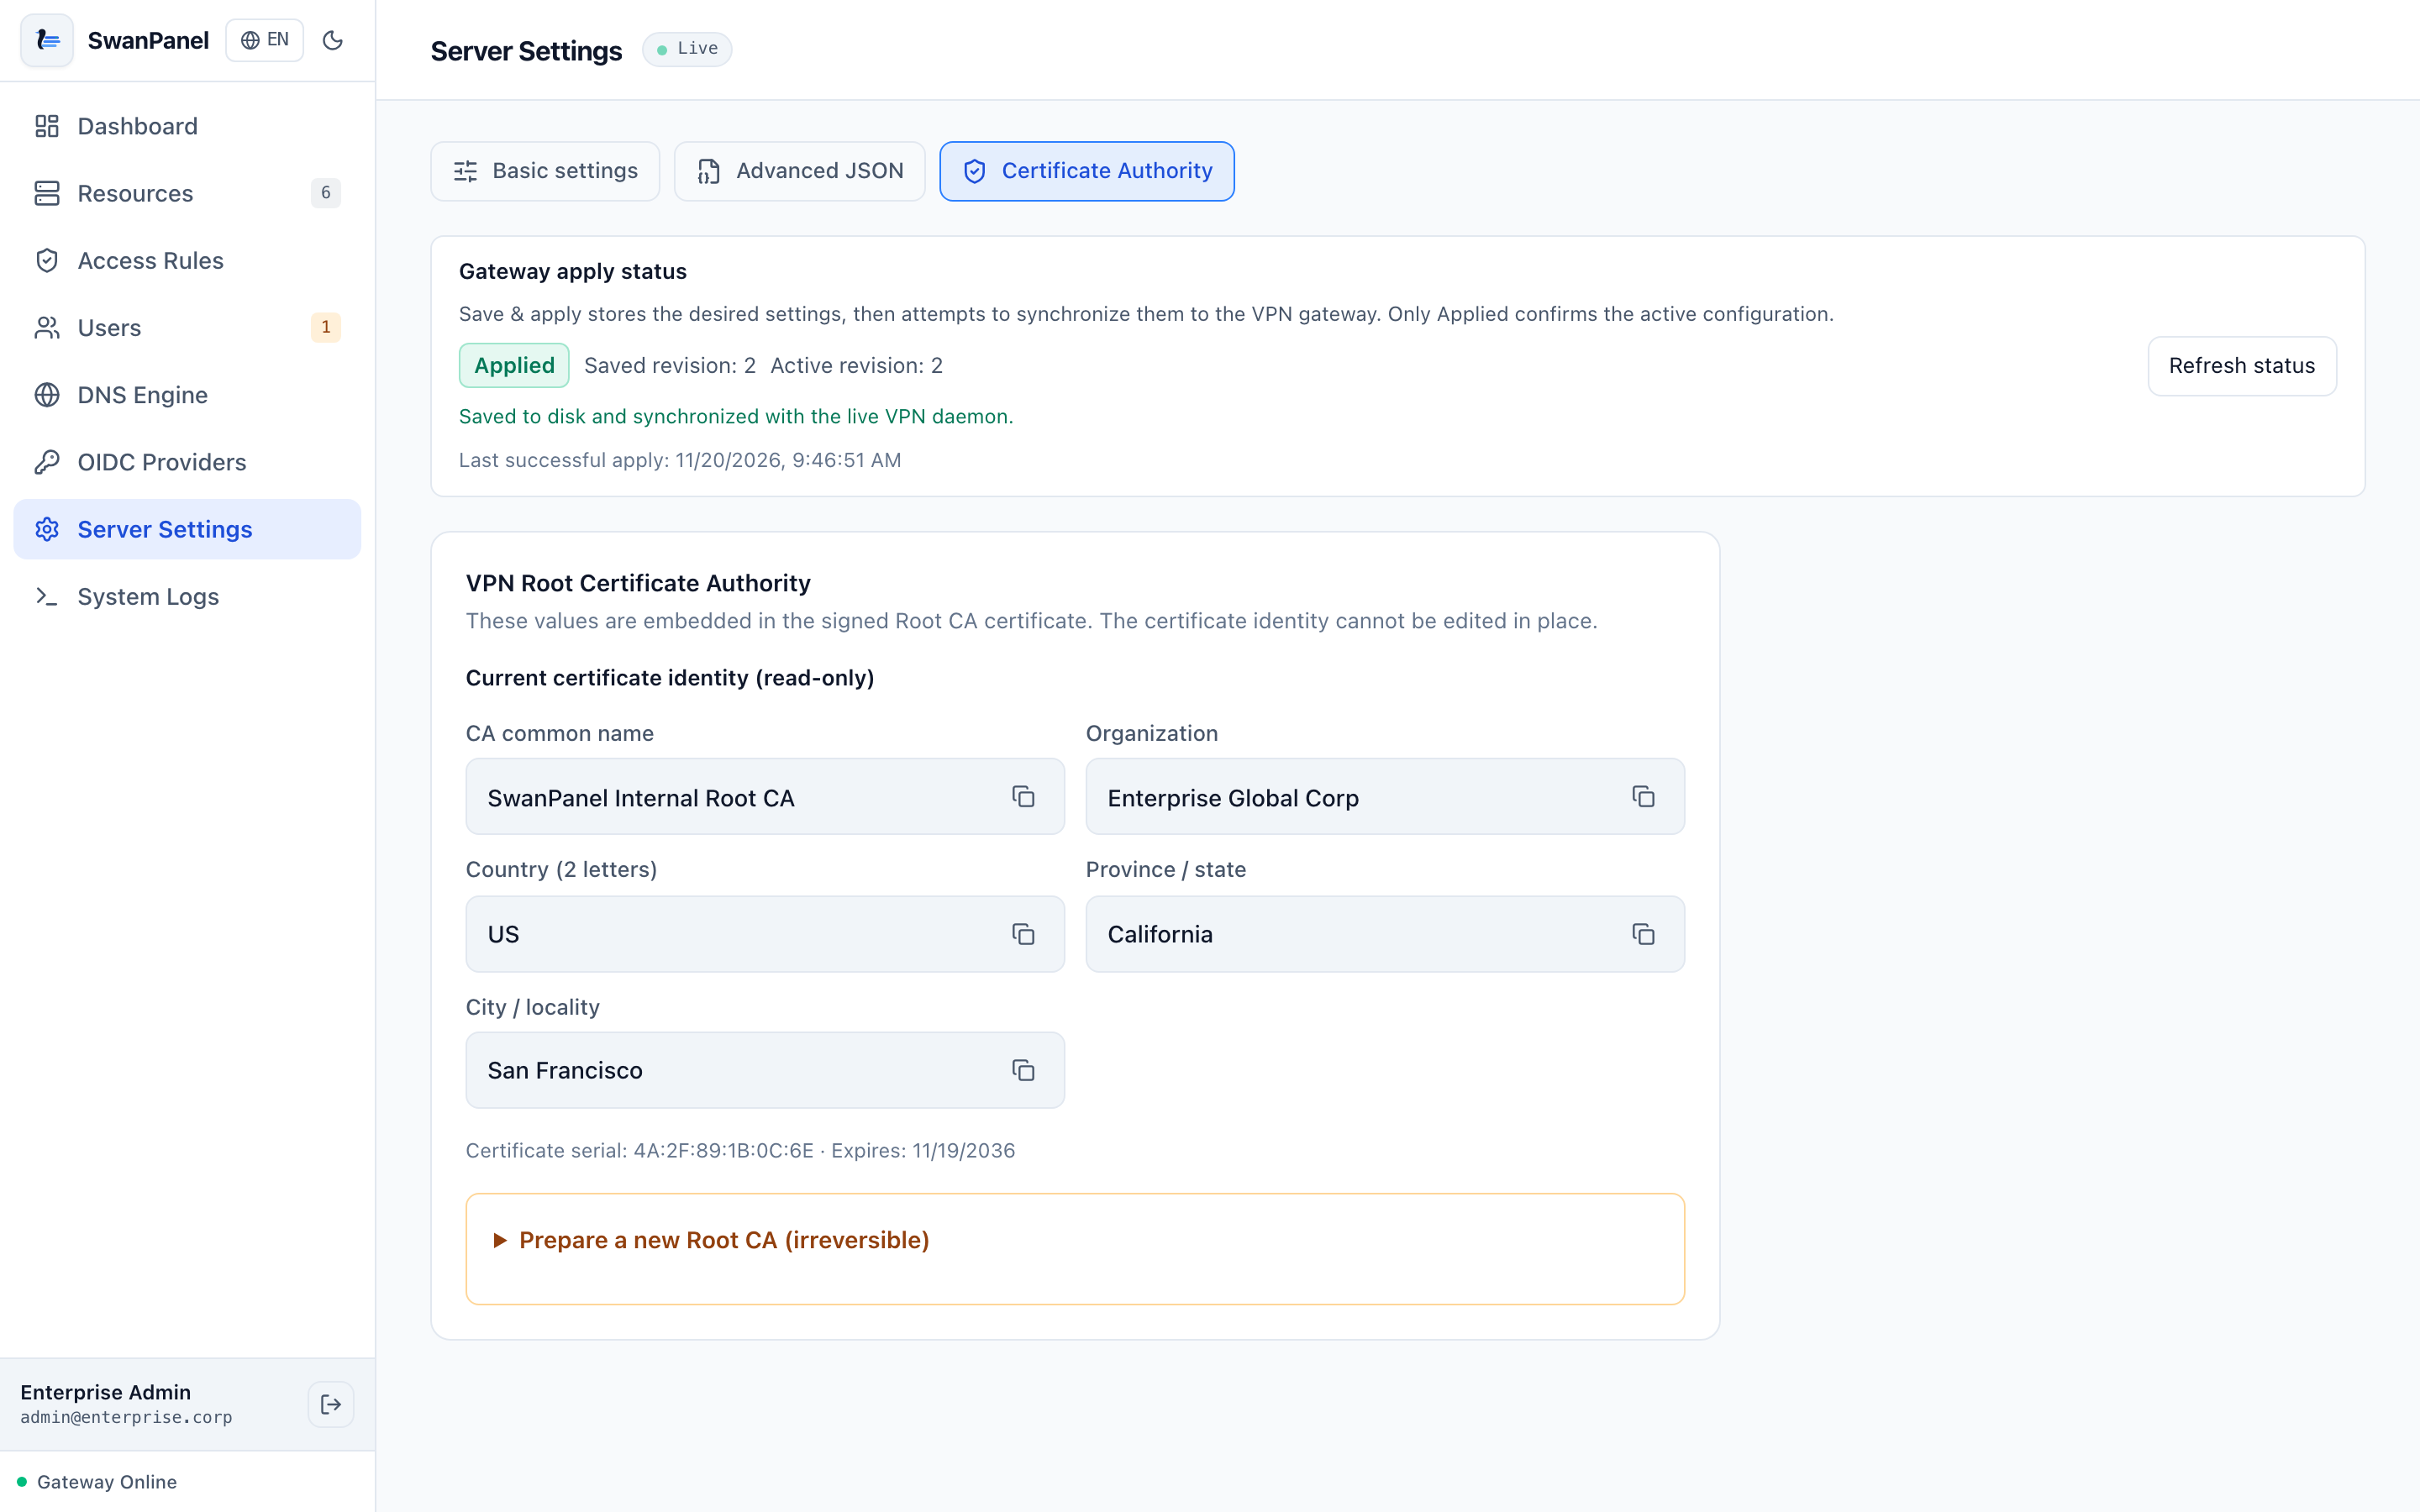 SwanPanel
EN
Dashboard
Resources
6
Access Rules
Users
1
DNS Engine
OIDC Providers
Server Settings
System Logs
Enterprise Admin
admin@enterprise.corp
Gateway Online
Server Settings
Live
Basic settings
Advanced JSON
Certificate Authority
Gateway apply status
Save & apply stores the desired settings, then attempts to synchronize them to the VPN gateway. Only Applied confirms the active configuration.
Applied
Saved revision: 2
Active revision: 2
Saved to disk and synchronized with the live VPN daemon.
Last successful apply: 11/20/2026, 9:46:51 AM
Refresh status
VPN Root Certificate Authority
These values are embedded in the signed Root CA certificate. The certificate identity cannot be edited in place.
Current certificate identity (read-only)
CA common name
SwanPanel Internal Root CA
Organization
Enterprise Global Corp
Country (2 letters)
US
Province / state
California
City / locality
San Francisco
Certificate serial: 4A:2F:89:1B:0C:6E · Expires: 11/19/2036
Prepare a new Root CA (irreversible)